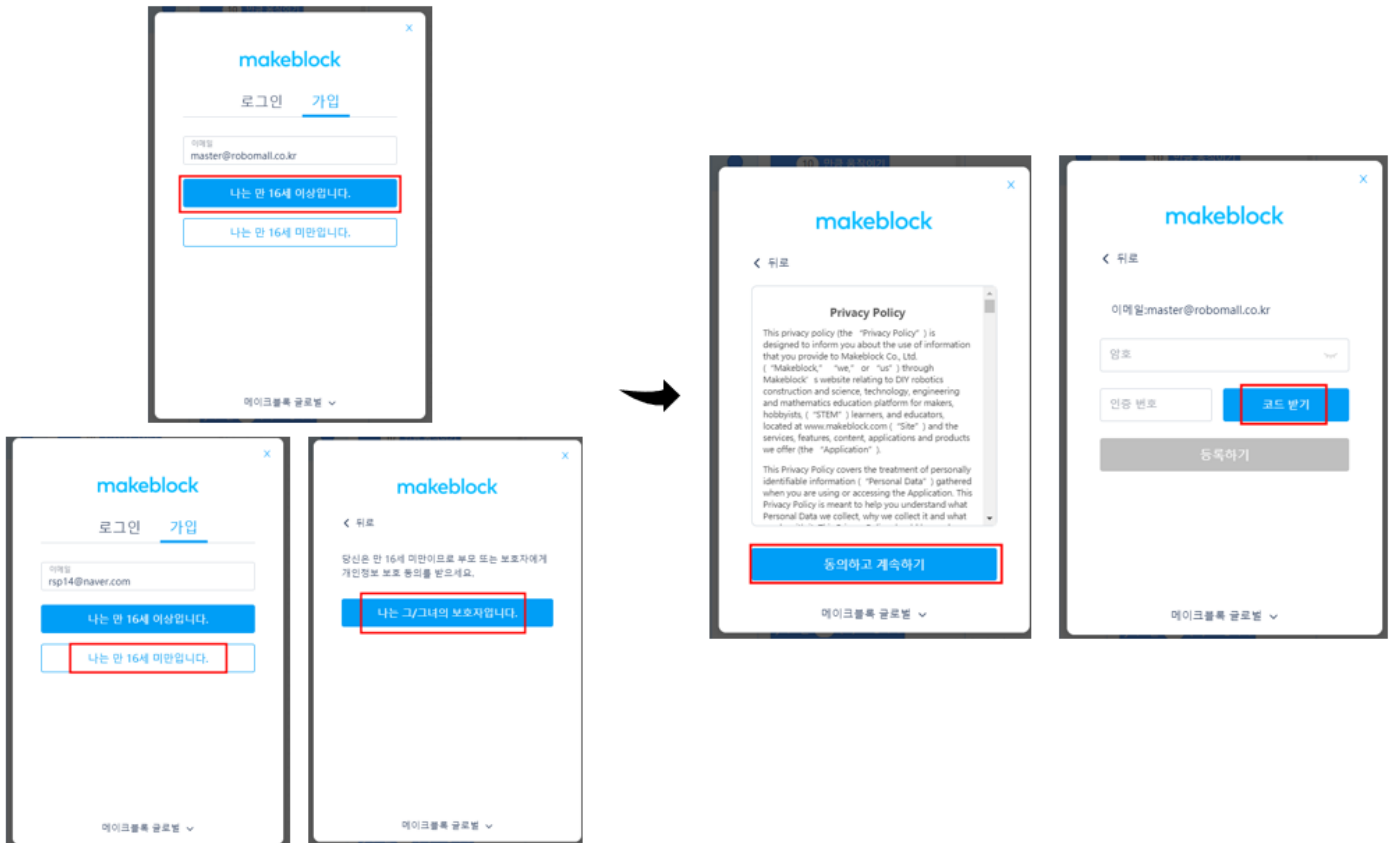 x
makeblock
로그인 가입
이메일
master@robomall.co.kr
나는 만 16세 이상입니다.
나는 만 16세 미만입니다.
메이크블록 글로벌
x
makeblock
로그인 가입
이메일
rsp14@naver.com
나는 만 16세 이상입니다.
나는 만 16세 미만입니다.
메이크블록 글로벌
x
makeblock
뒤로
당신은 만 16세 미만이므로 부모 또는 보호자에게
개인정보 보호 동의를 받으세요.
나는 그/그녀의 보호자입니다.
메이크블록 글로벌
10 만큼 움직이기
x
makeblock
뒤로
Privacy Policy
This privacy policy (the “Privacy Policy” ) is
designed to inform you about the use of information
that you provide to Makeblock Co., Ltd.
( “Makeblock,” “we,” or “us” ) through
Makeblock’ s website relating to DIY robotics
construction and science, technology, engineering
and mathematics education platform for makers,
hobbyists, ( “STEM” ) learners, and educators,
located at www.makeblock.com ( “Site” ) and the
services, features, content, applications and products
we offer (the “Application” ).
This Privacy Policy covers the treatment of personally
identifiable information ( “Personal Data” ) gathered
when you are using or accessing the Application. This
Privacy Policy is meant to help you understand what
Personal Data we collect, why we collect it and what
동의하고 계속하기
메이크블록 글로벌
x
makeblock
뒤로
이메일:master@robomall.co.kr
암호
인증 번호 코드 받기
등록하기
메이크블록 글로벌